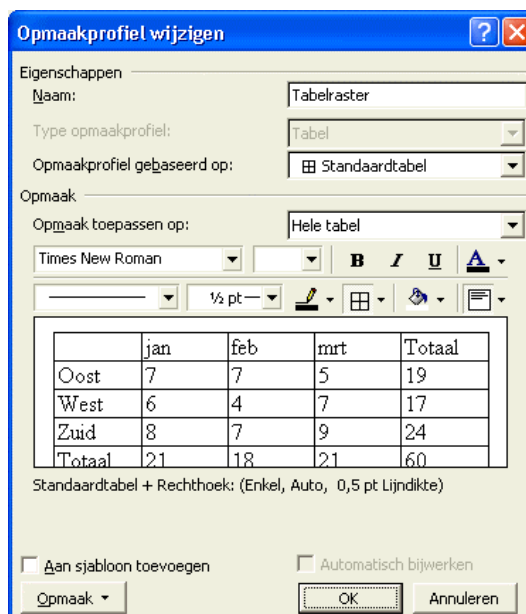 Opmaakprofiel wijzigen
Eigenschappen
Naam: Tabelraster
Type opmaakprofiel: Tabel
Opmaakprofiel gebaseerd op: Standaardtabel
Opmaak
Opmaak toepassen op: Hele tabel
Times New Roman B I U A
½ pt
jan feb mrt Totaal
Oost 7 7 5 19
West 6 4 7 17
Zuid 8 7 9 24
Totaal 21 18 21 60
Standaardtabel + Rechthoek: (Enkel, Auto, 0,5 pt Lijndikte)
Aan sjabloon toevoegen Automatisch bijwerken
Opmaak OK Annuleren